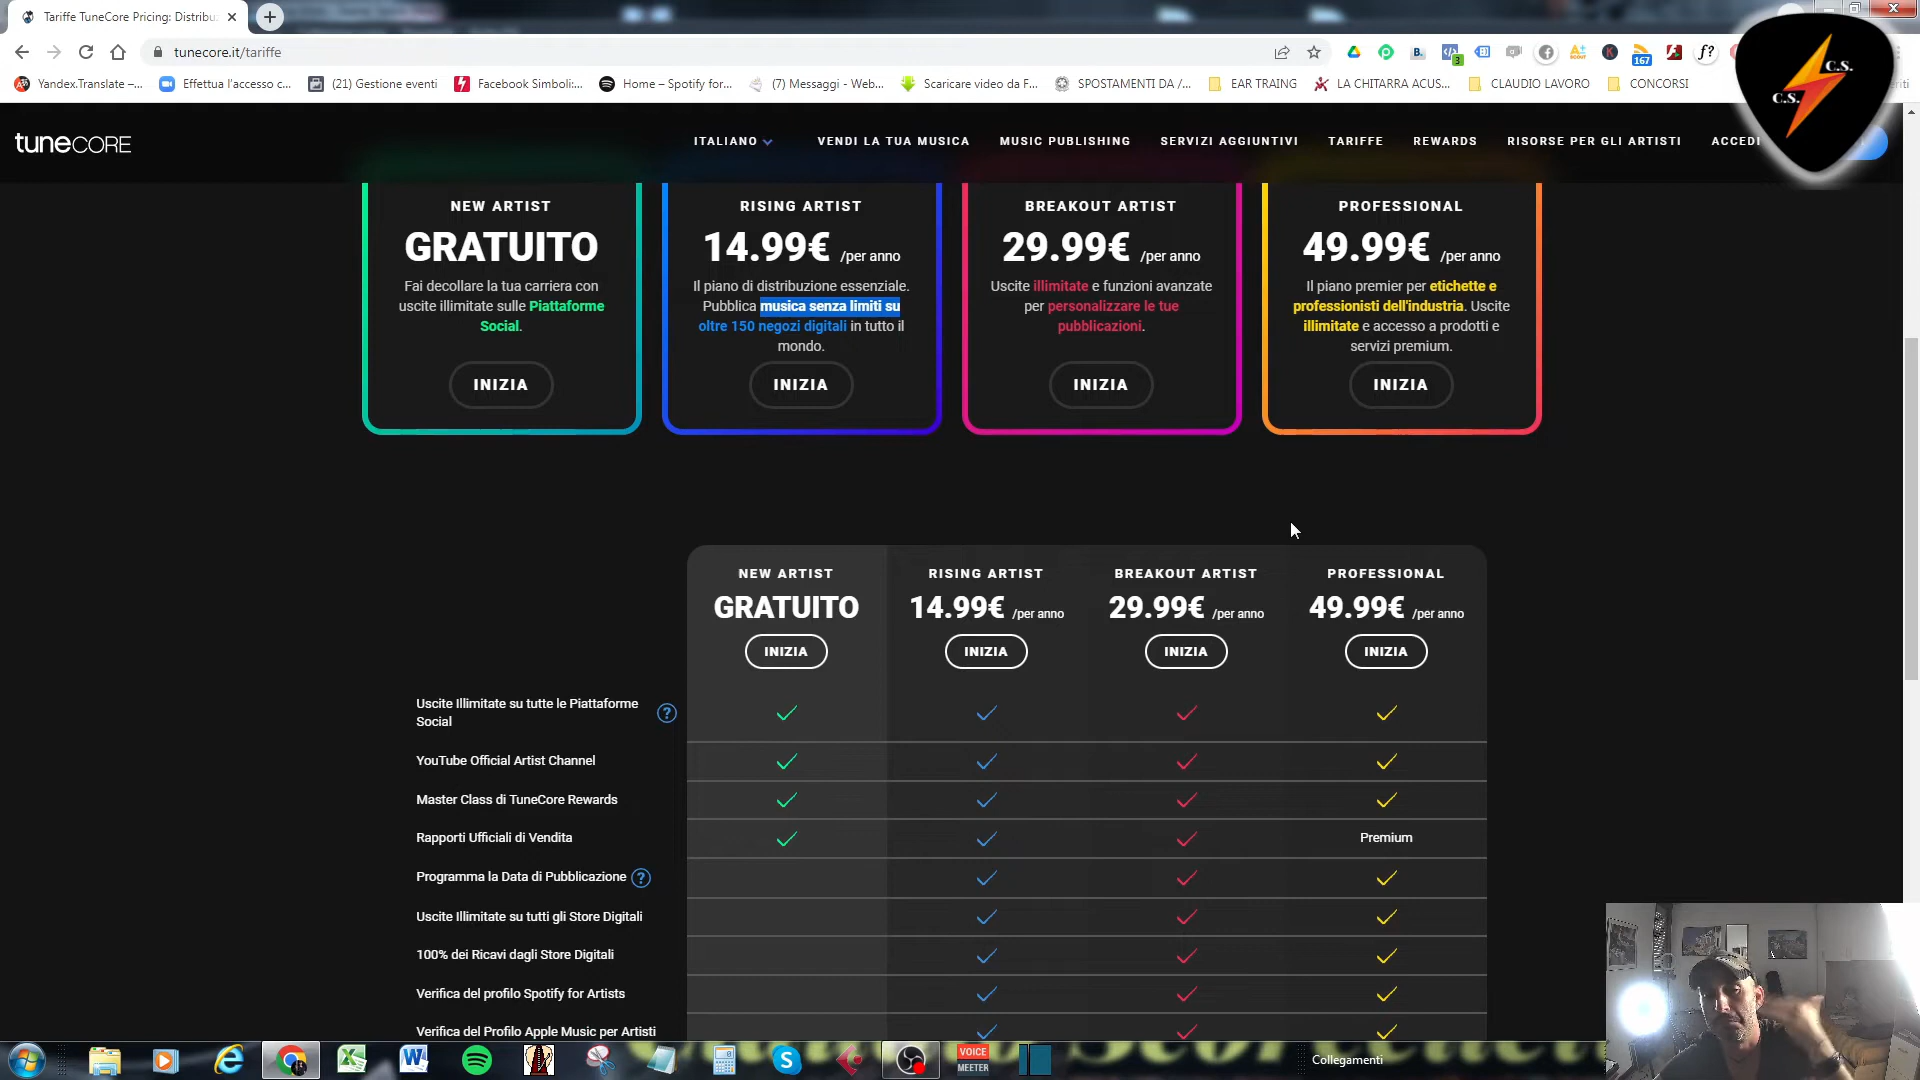 Tariffe TuneCore Pricing: Distribu
tunecore.it/tariffe
Yandex.Translate –...
Effettua l'accesso c...
(21) Gestione eventi
Facebook Simboli:...
Home – Spotify for...
(7) Messaggi - Web...
Scaricare video da F...
SPOSTAMENTI DA /...
EAR TRAING
LA CHITARRA ACUS...
CLAUDIO LAVORO
CONCORSI
B.
3
167
f?
C.S.
C.S.
tuneCORE
ITALIANO
VENDI LA TUA MUSICA
MUSIC PUBLISHING
SERVIZI AGGIUNTIVI
TARIFFE
REWARDS
RISORSE PER GLI ARTISTI
ACCEDI
NEW ARTIST
GRATUITO
Fai decollare la tua carriera con
uscite illimitate sulle Piattaforme
Social.
INIZIA
RISING ARTIST
14.99€ /per anno
Il piano di distribuzione essenziale.
Pubblica musica senza limiti su
oltre 150 negozi digitali in tutto il
mondo.
INIZIA
BREAKOUT ARTIST
29.99€ /per anno
Uscite illimitate e funzioni avanzate
per personalizzare le tue
pubblicazioni.
INIZIA
PROFESSIONAL
49.99€ /per anno
Il piano premier per etichette e
professionisti dell'industria. Uscite
illimitate e accesso a prodotti e
servizi premium.
INIZIA
NEW ARTIST
GRATUITO
INIZIA
RISING ARTIST
14.99€ /per anno
INIZIA
BREAKOUT ARTIST
29.99€ /per anno
INIZIA
PROFESSIONAL
49.99€ /per anno
INIZIA
Uscite Illimitate su tutte le Piattaforme
Social
?
YouTube Official Artist Channel
Master Class di TuneCore Rewards
Rapporti Ufficiali di Vendita
Premium
Programma la Data di Pubblicazione ?
Uscite Illimitate su tutti gli Store Digitali
100% dei Ricavi dagli Store Digitali
Verifica del profilo Spotify for Artists
Verifica del Profilo Apple Music per Artisti
VOICE
MEETER
Collegamenti